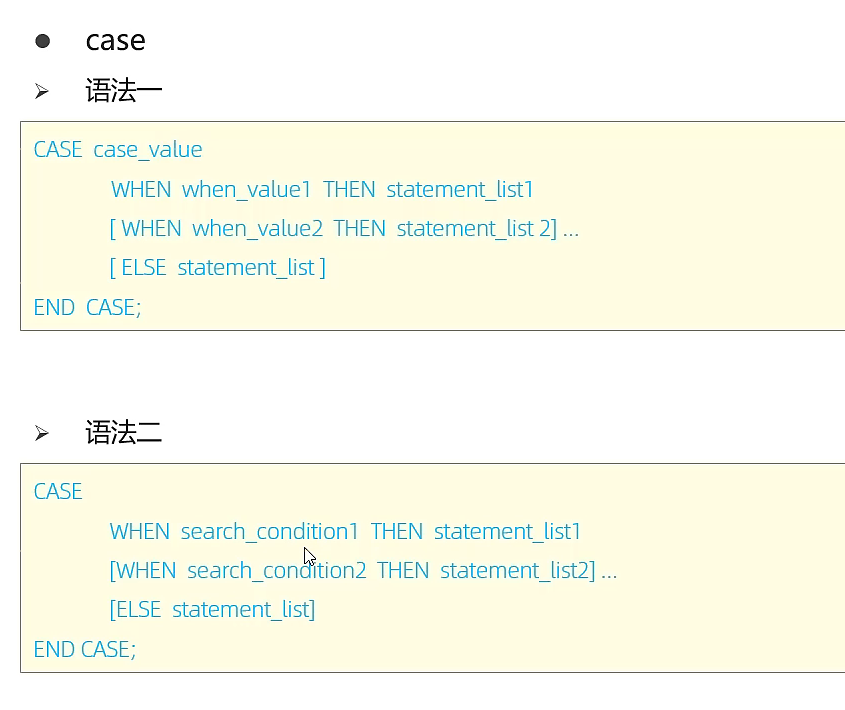 case
语法一
CASE case_value
WHEN when_value1 THEN statement_list1
[ WHEN when_value2 THEN statement_list 2] ...
[ ELSE statement_list ]
END CASE;
语法二
CASE
WHEN search_condition1 THEN statement_list1
[WHEN search_condition2 THEN statement_list2] ...
[ELSE statement_list]
END CASE;